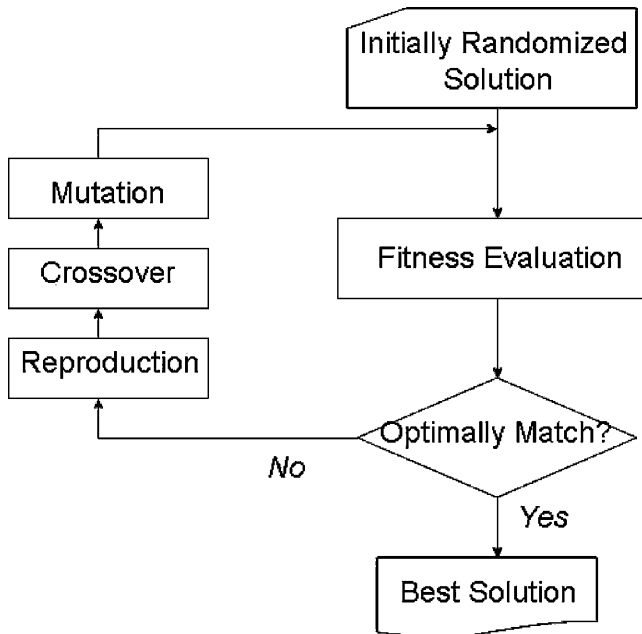 Initially Randomized
Solution
Mutation
Fitness Evaluation
Crossover
Reproduction
Optimally Match?
No
Yes
Best Solution